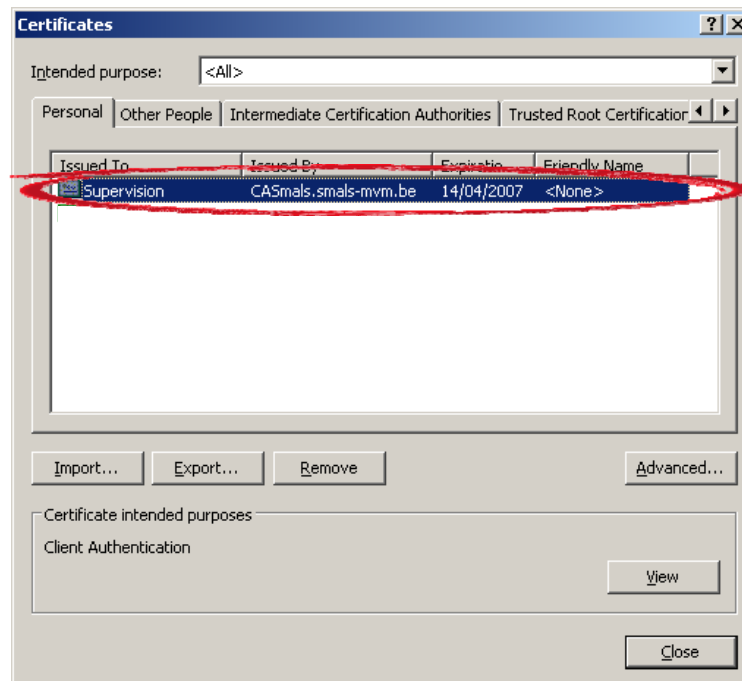 Certificates
Intended purpose: <All>
Personal Other People Intermediate Certification Authorities Trusted Root Certification
Issued To Issued By Expiratio Friendly Name
Supervision CASmals.smals-mvm.be 14/04/2007 <None>
Import... Export... Remove Advanced...
Certificate intended purposes
Client Authentication
View
Close